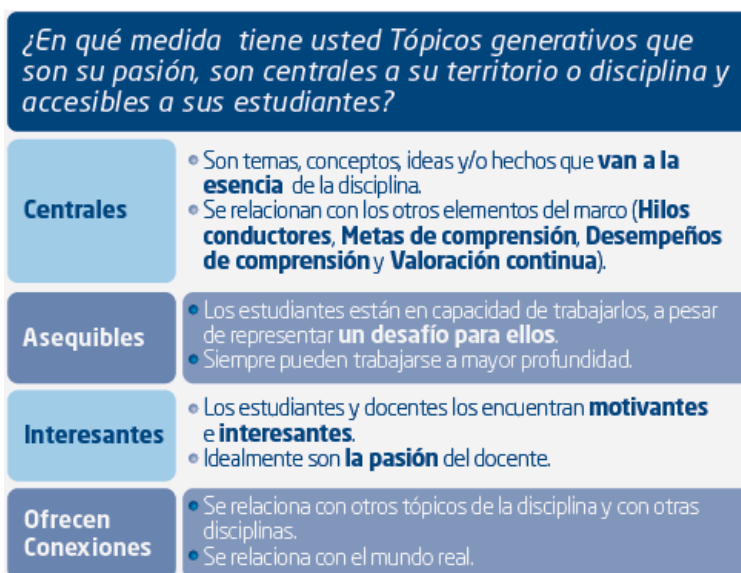 ¿En qué medida tiene usted Tópicos generativos que
son su pasión, son centrales a su territorio o disciplina y
accesibles a sus estudiantes?
Centrales
Son temas, conceptos, ideas y/o hechos que van a la
esencia de la disciplina.
Se relacionan con los otros elementos del marco (Hilos
conductores, Metas de comprensión, Desempeños
de comprensión y Valoración continua).
Asequibles
Los estudiantes están en capacidad de trabajarlos, a pesar
de representar un desafío para ellos.
Siempre pueden trabajarse a mayor profundidad.
Interesantes
Los estudiantes y docentes los encuentran motivantes
e interesantes.
Idealmente son la pasión del docente.
Ofrecen
Conexiones
Se relaciona con otros tópicos de la disciplina y con otras
disciplinas.
Se relaciona con el mundo real.